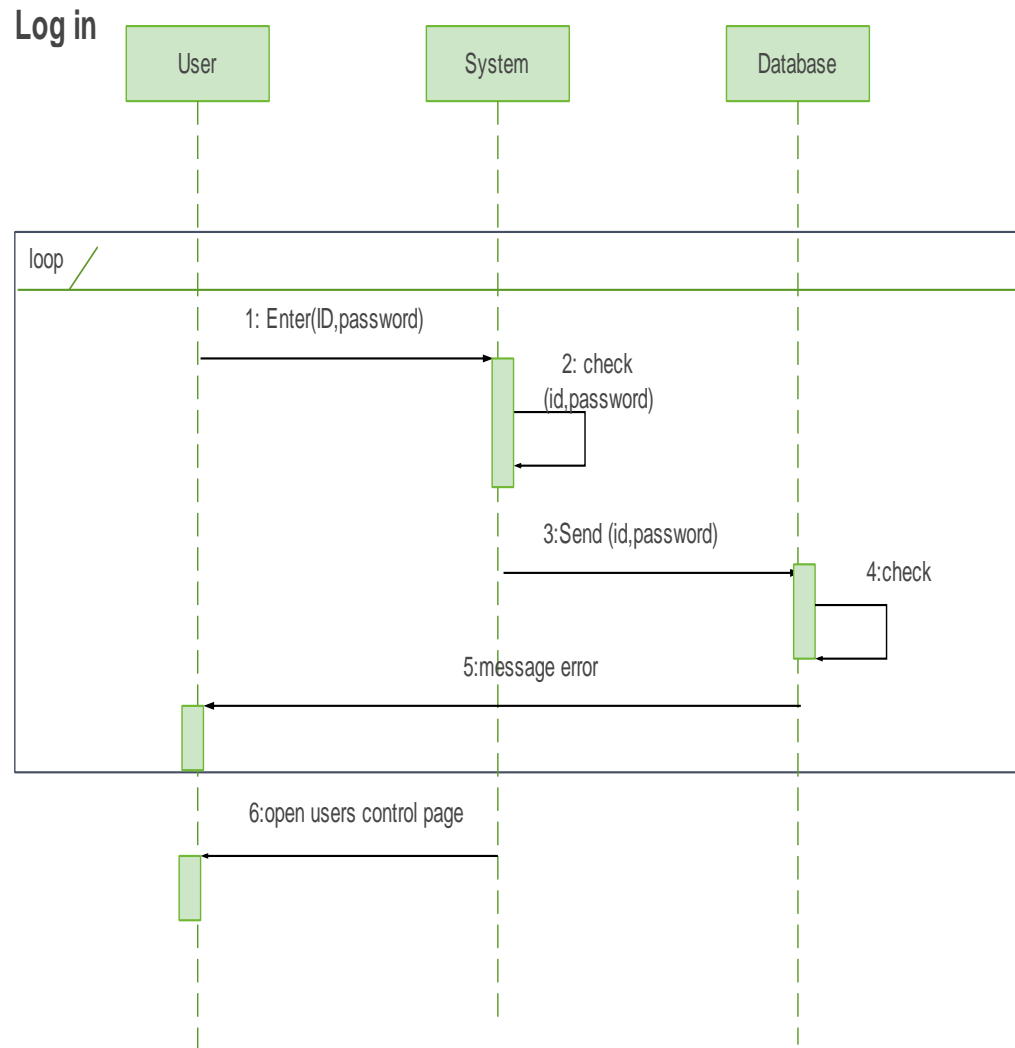 Log in
User
System
Database
loop
1: Enter(ID,password)
2: check
(id,password)
3:Send (id,password)
4:check
5:message error
6:open users control page